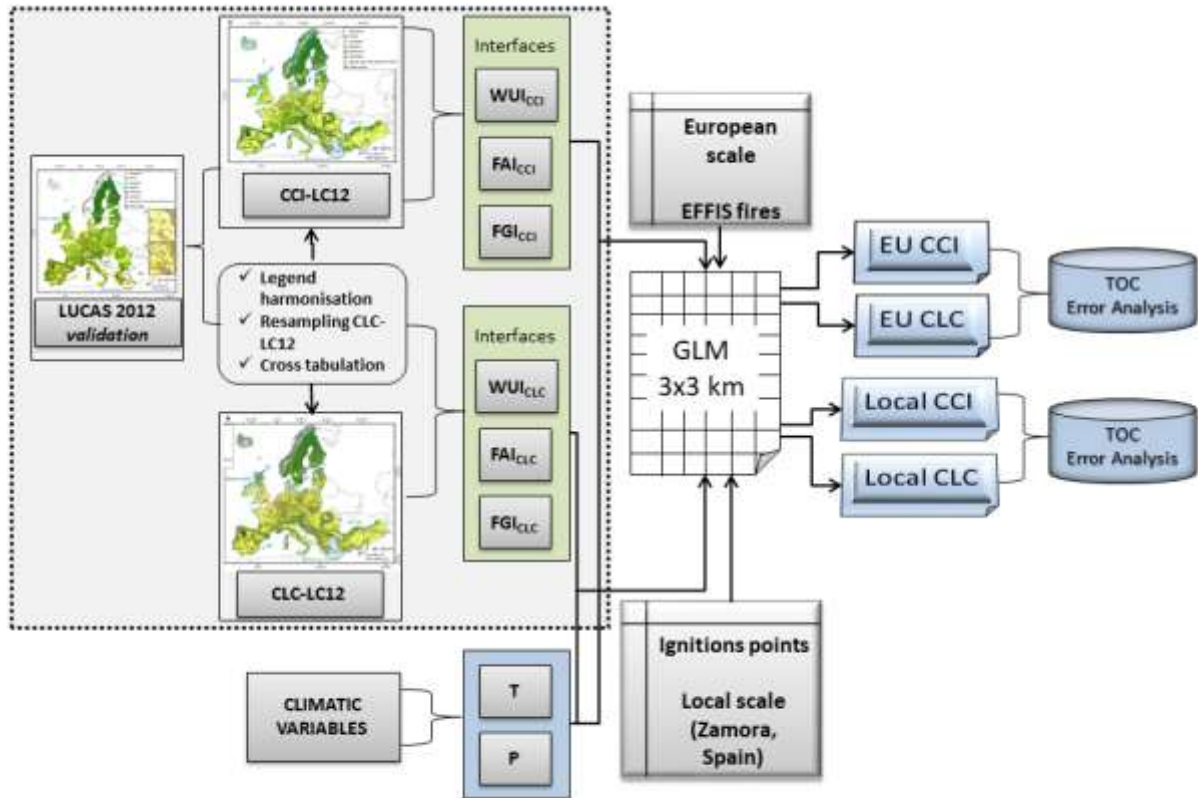 LUCAS 2012
validation
CCI-LC12
✓ Legend
harmonisation
✓ Resampling CLC-
LC12
✓ Cross tabulation
CLC-LC12
Interfaces
WUICCI
FAICCI
FGICCI
Interfaces
WUICLC
FAICLC
FGICLC
CLIMATIC
VARIABLES
T
P
European
scale
EFFIS fires
GLM
3x3 km
Ignitions points
Local scale
(Zamora,
Spain)
EU CCI
EU CLC
Local CCI
Local CLC
TOC
Error Analysis
TOC
Error Analysis